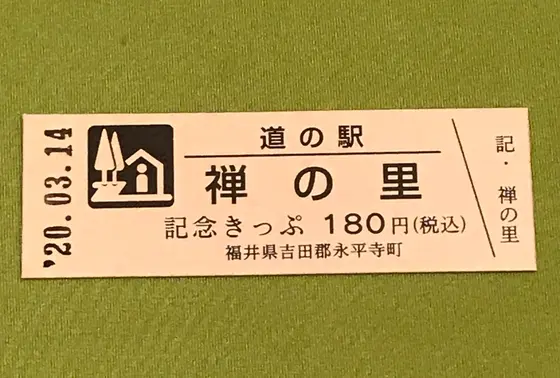 '20.03.14
道の駅
禅の里
記念きっぷ 180円(税込)
福井県吉田郡永平寺町
記・禅の里